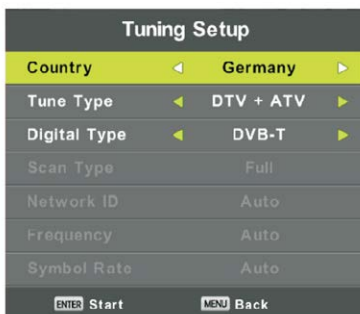 Tuning Setup
Country Germany
Tune Type DTV + ATV
Digital Type DVB-T
Scan Type Full
Network ID Auto
Frequency Auto
Symbol Rate Auto
ENTER Start MENU Back